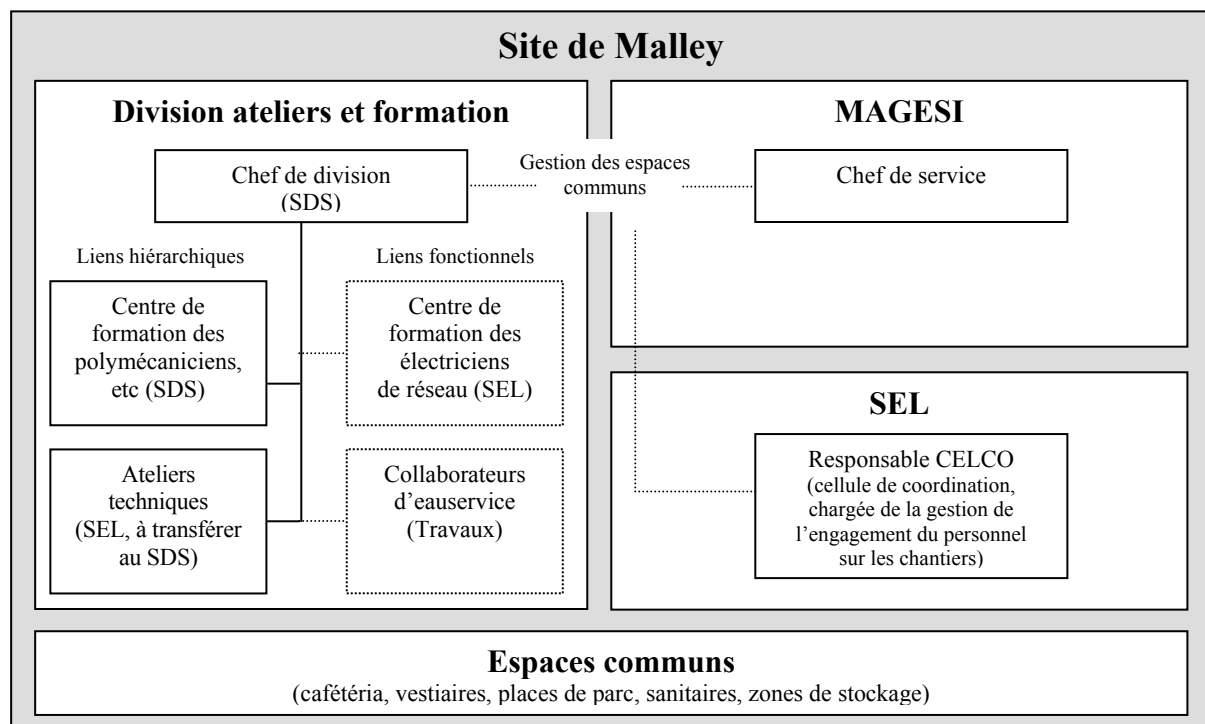 Site de Malley
Division ateliers et formation
Chef de division
(SDS)
Liens hiérarchiques
Liens fonctionnels
Centre de
formation des
polymécaniciens,
etc (SDS)
Centre de
formation des
électriciens
de réseau (SEL)
Ateliers
techniques
(SEL, à transférer
au SDS)
Collaborateurs
d’eauservice
(Travaux)
Gestion des espaces
communs
MAGESI
Chef de service
SEL
Responsable CELCO
(cellule de coordination,
chargée de la gestion de
l’engagement du personnel
sur les chantiers)
Espaces communs
(cafétéria, vestiaires, places de parc, sanitaires, zones de stockage)